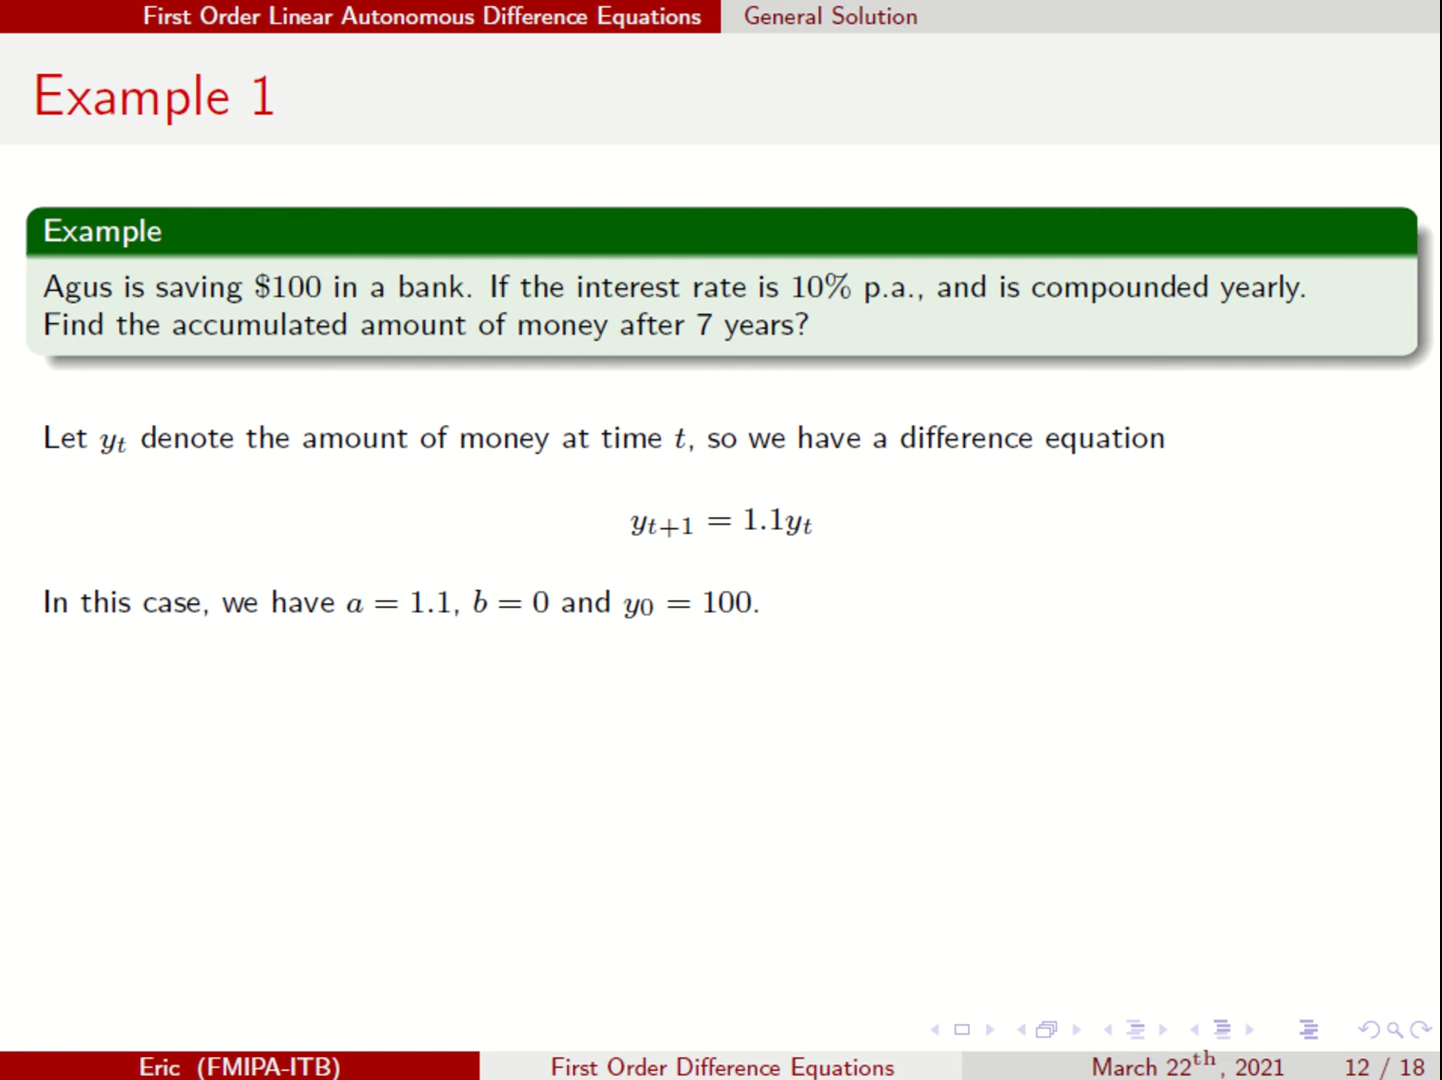 First Order Linear Autonomous Difference Equations General Solution
Example 1
Example
Agus is saving $100 in a bank. If the interest rate is 10% p.a., and is compounded yearly.
Find the accumulated amount of money after 7 years?
Let y_t denote the amount of money at time t, so we have a difference equation
y_{t+1} = 1.1y_t
In this case, we have a = 1.1, b = 0 and y_0 = 100.
Eric (FMIPA-ITB) First Order Difference Equations March 22^{th}, 2021 12 / 18